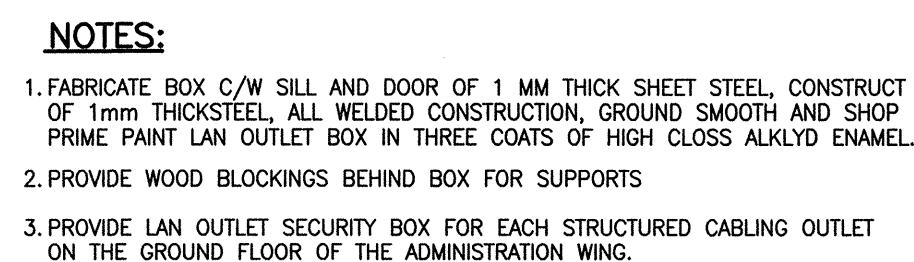 NOTES:
1. FABRICATE BOX C/W SILL AND DOOR OF 1 MM THICK SHEET STEEL, CONSTRUCT
OF 1mm THICKSTEEL, ALL WELDED CONSTRUCTION, GROUND SMOOTH AND SHOP
PRIME PAINT LAN OUTLET BOX IN THREE COATS OF HIGH CLOSS ALKLYD ENAMEL.
2. PROVIDE WOOD BLOCKINGS BEHIND BOX FOR SUPPORTS
3. PROVIDE LAN OUTLET SECURITY BOX FOR EACH STRUCTURED CABLING OUTLET
ON THE GROUND FLOOR OF THE ADMINISTRATION WING.